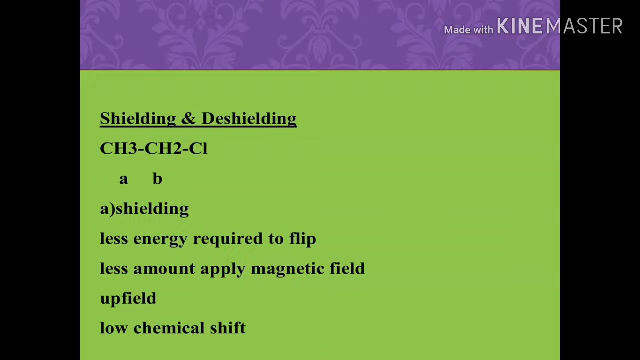 Made with KINEMASTER
Shielding & Deshielding
CH3-CH2-Cl
a b
a)shielding
less energy required to flip
less amount apply magnetic field
upfield
low chemical shift